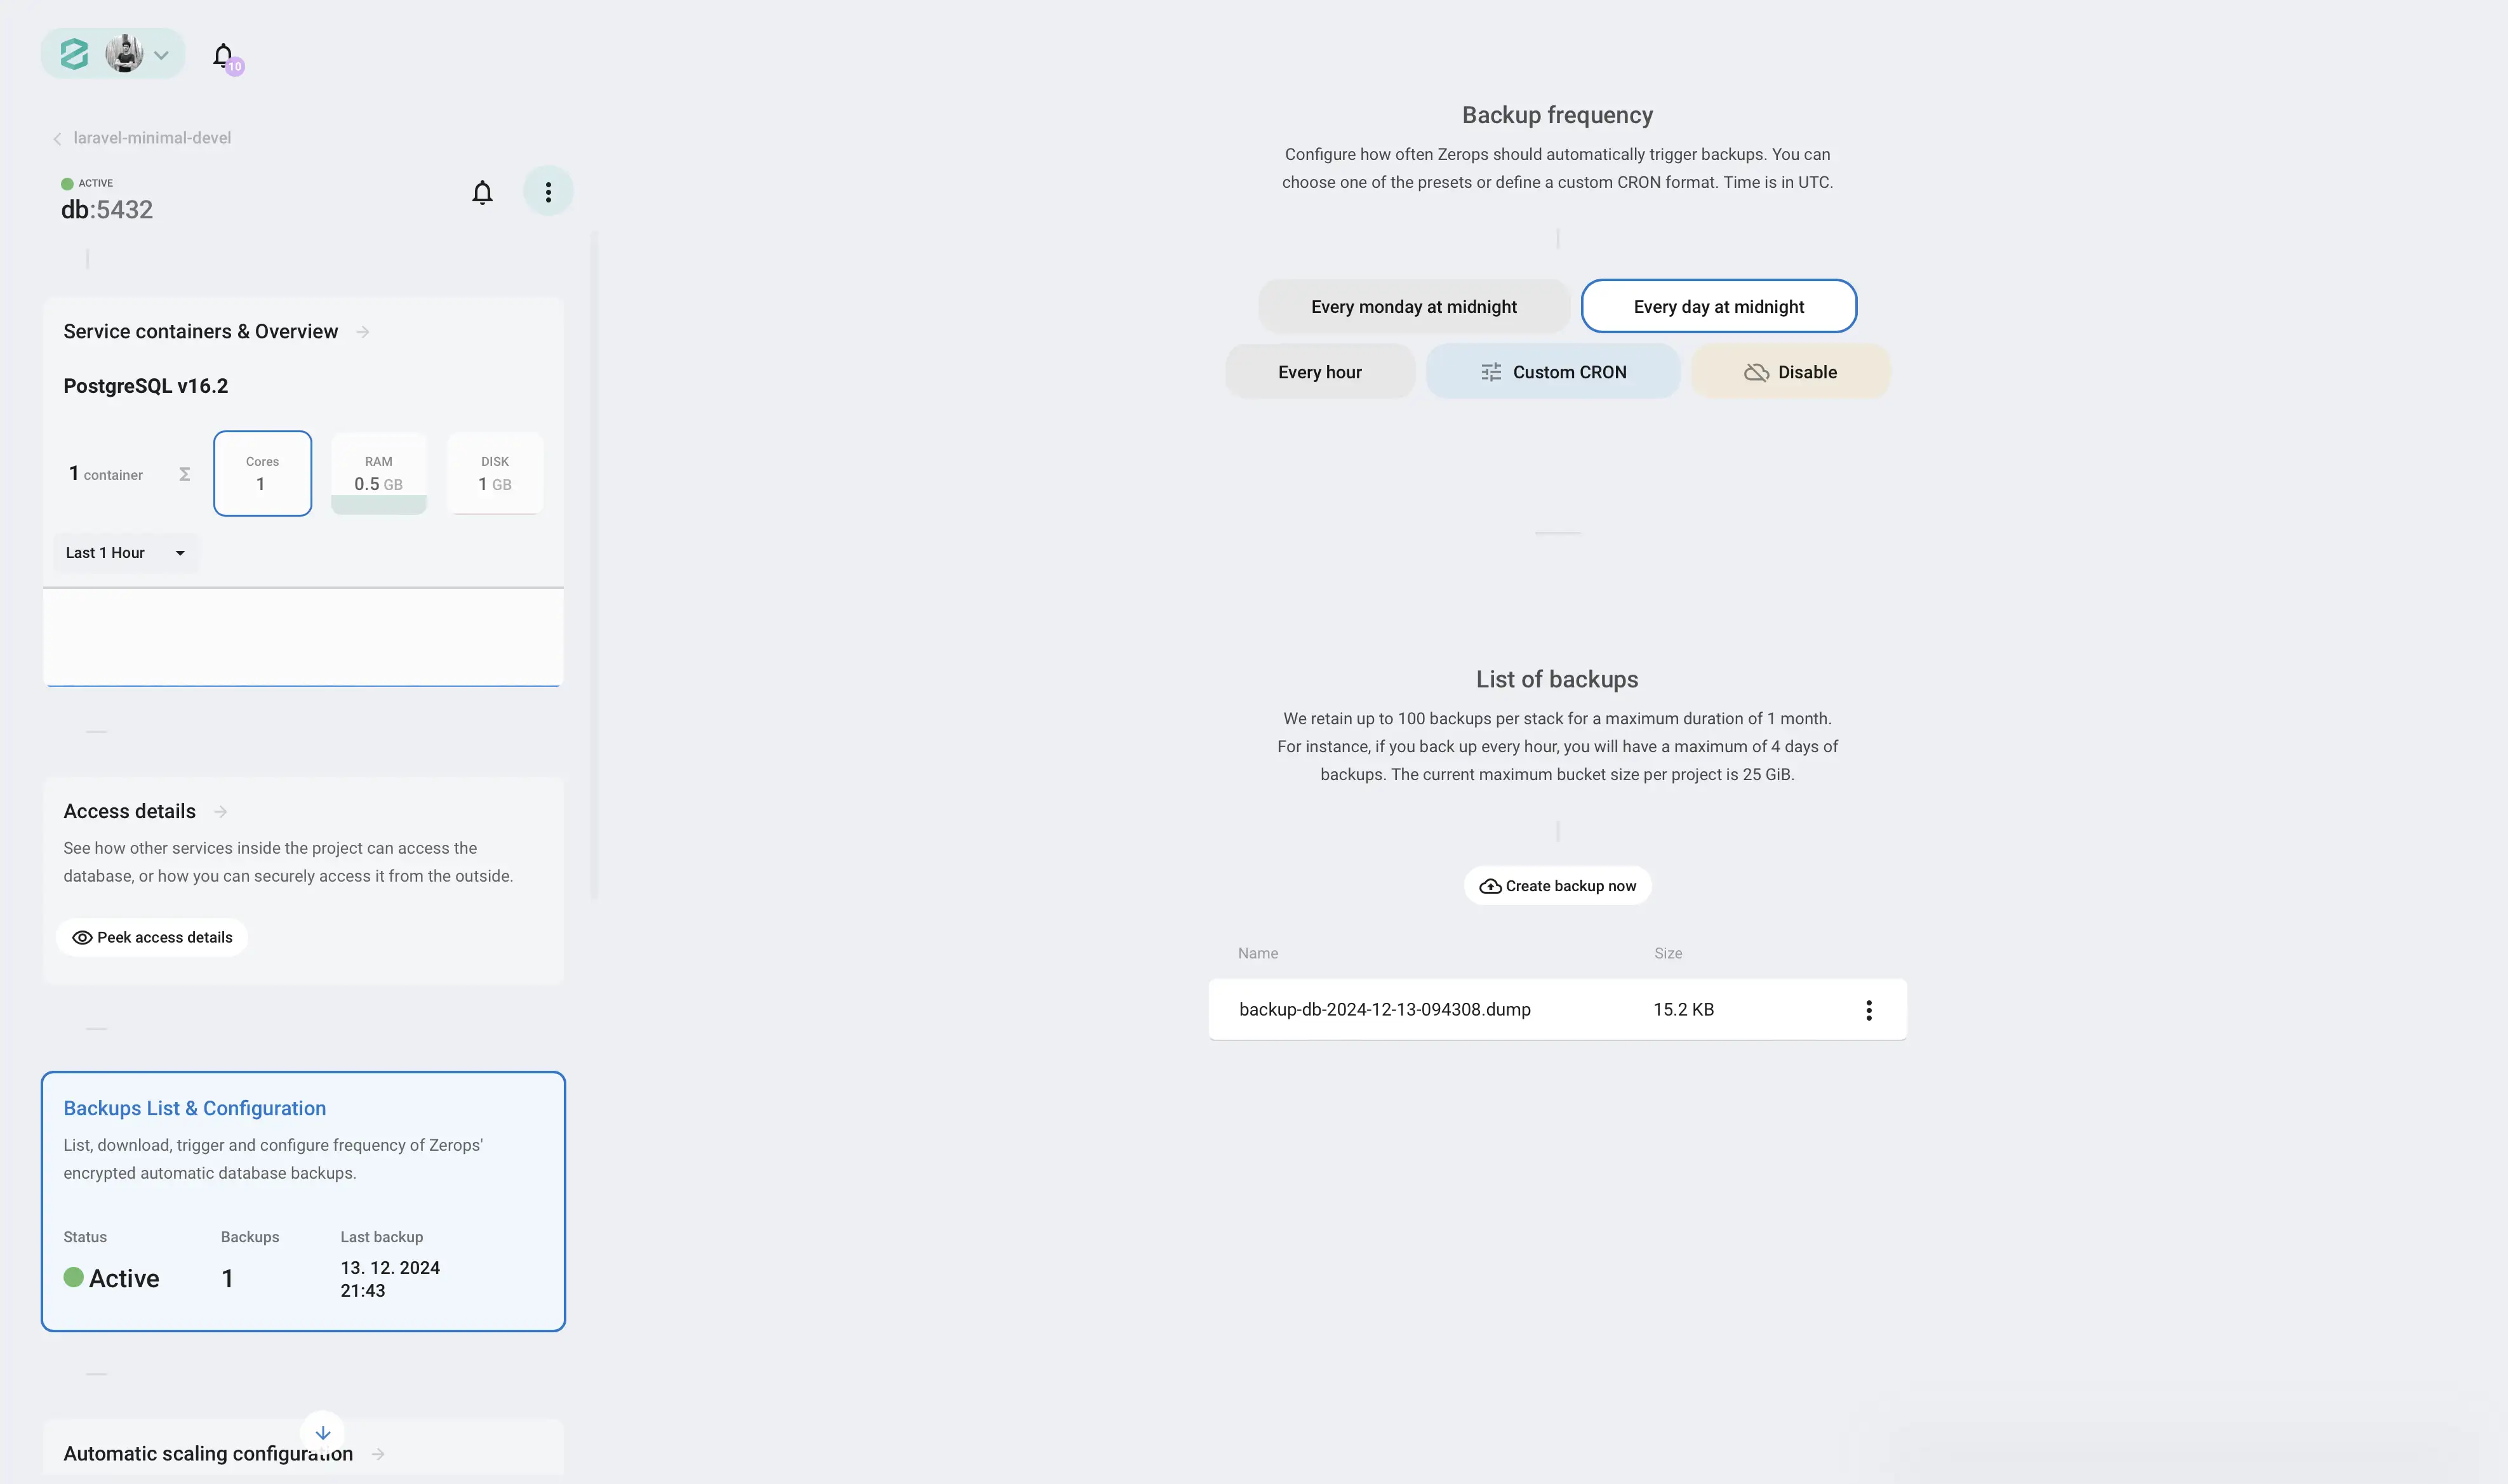 10
laravel-minimal-devel
ACTIVE
db:5432
Service containers & Overview
PostgreSQL v16.2
1 container
Σ
Cores
1
RAM
0.5 GB
DISK
1 GB
Last 1 Hour
Access details
See how other services inside the project can access the
database, or how you can securely access it from the outside.
Peek access details
Backups List & Configuration
List, download, trigger and configure frequency of Zerops'
encrypted automatic database backups.
Status
Active
Backups
1
Last backup
13. 12. 2024
21:43
Automatic scaling configuration
Backup frequency
Configure how often Zerops should automatically trigger backups. You can
choose one of the presets or define a custom CRON format. Time is in UTC.
Every monday at midnight
Every day at midnight
Every hour
Custom CRON
Disable
List of backups
We retain up to 100 backups per stack for a maximum duration of 1 month.
For instance, if you back up every hour, you will have a maximum of 4 days of
backups. The current maximum bucket size per project is 25 GiB.
Create backup now
Name Size
backup-db-2024-12-13-094308.dump 15.2 KB